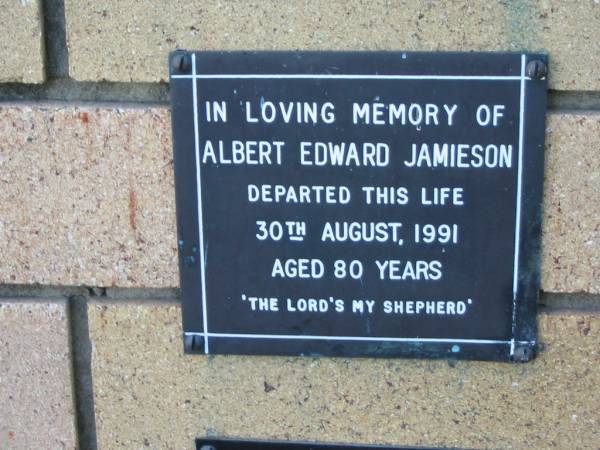 IN LOVING MEMORY OF
ALBERT EDWARD JAMIESON
DEPARTED THIS LIFE
30TH AUGUST, 1991
AGED 80 YEARS
'THE LORD'S MY SHEPHERD'